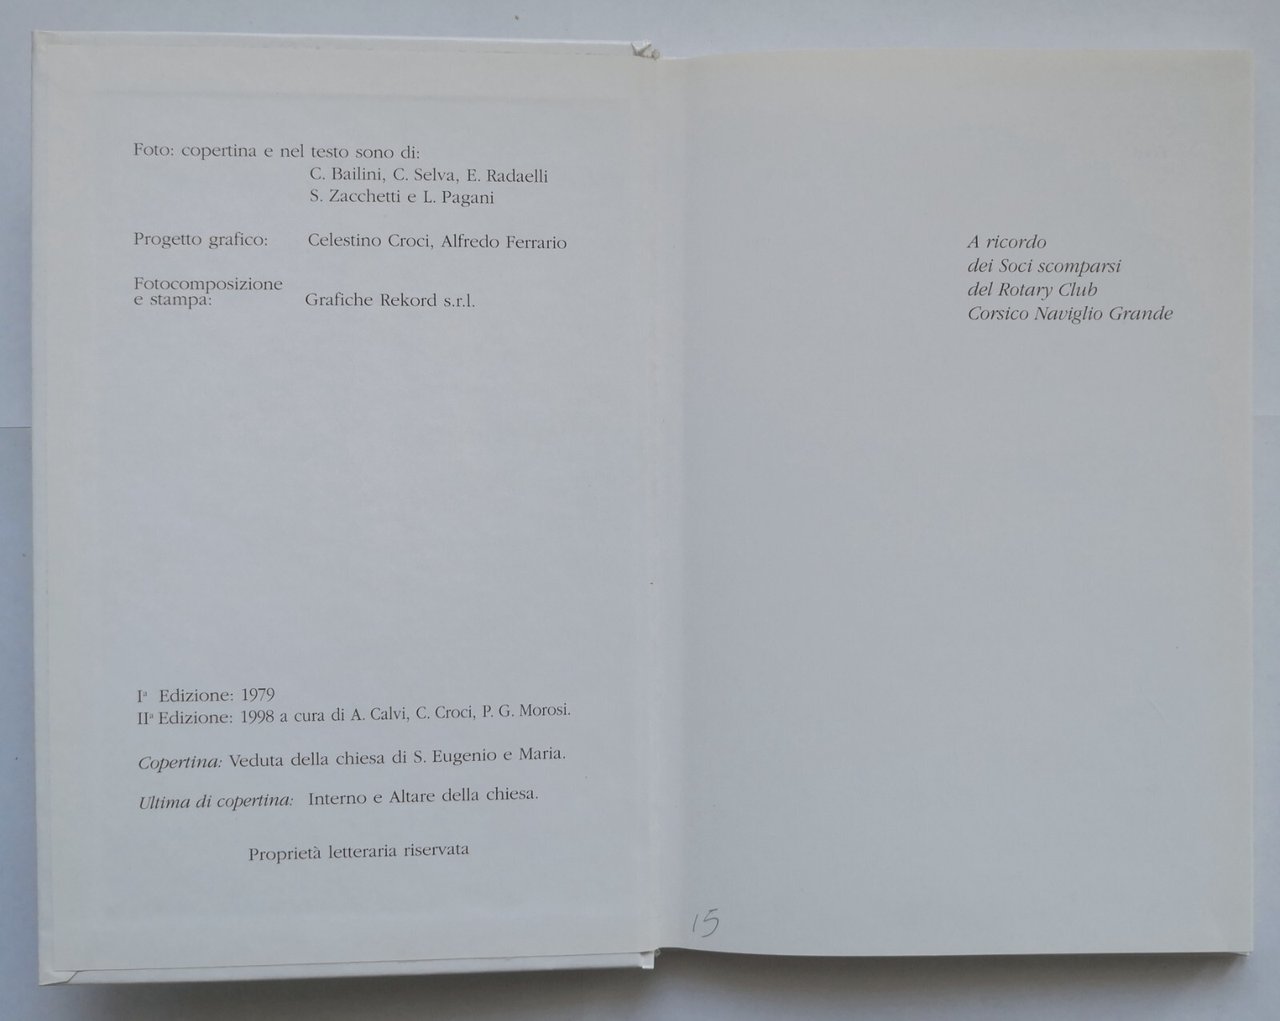 Foto: copertina e nel testo sono di:
C. Bailini, C. Selva, E. Radaelli
S. Zacchetti e L. Pagani
Progetto grafico: Celestino Croci, Alfredo Ferrario
Fotocomposizione
e stampa: Grafiche Rekord s.r.l.
Iª Edizione: 1979
IIª Edizione: 1998 a cura di A. Calvi, C. Croci, P. G. Morosi.
Copertina: Veduta della chiesa di S. Eugenio e Maria.
Ultima di copertina: Interno e Altare della chiesa.
Proprietà letteraria riservata
A ricordo
dei Soci scomparsi
del Rotary Club
Corsico Naviglio Grande
15